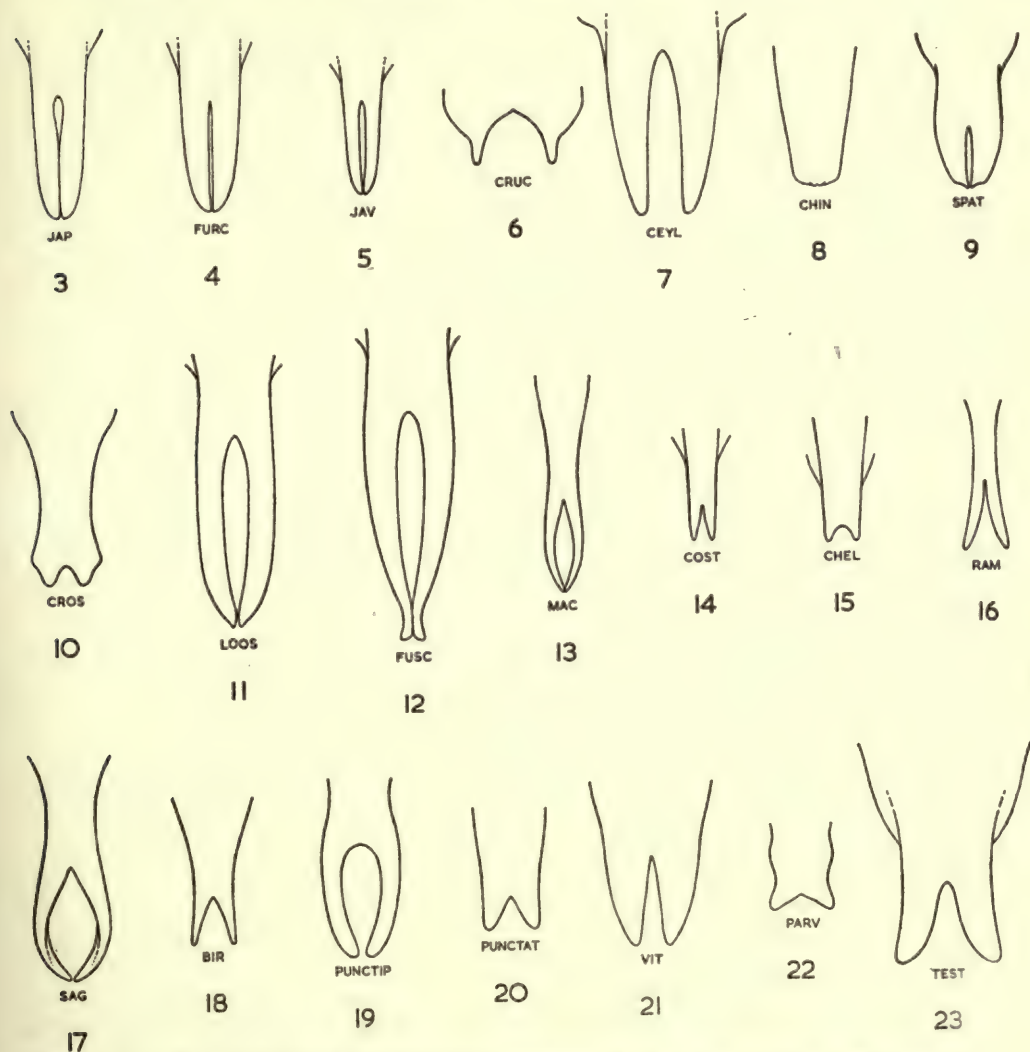 JAP FURC JAV CRUC CEYL CHIN SPAT
3 4 5 6 7 8 9
CROS LOOS FUSC MAC COST CHEL RAM
10 11 12 13 14 15 16
SAG BIR PUNCTIP PUNCTAT VIT PARV TEST
17 18 19 20 21 22 23